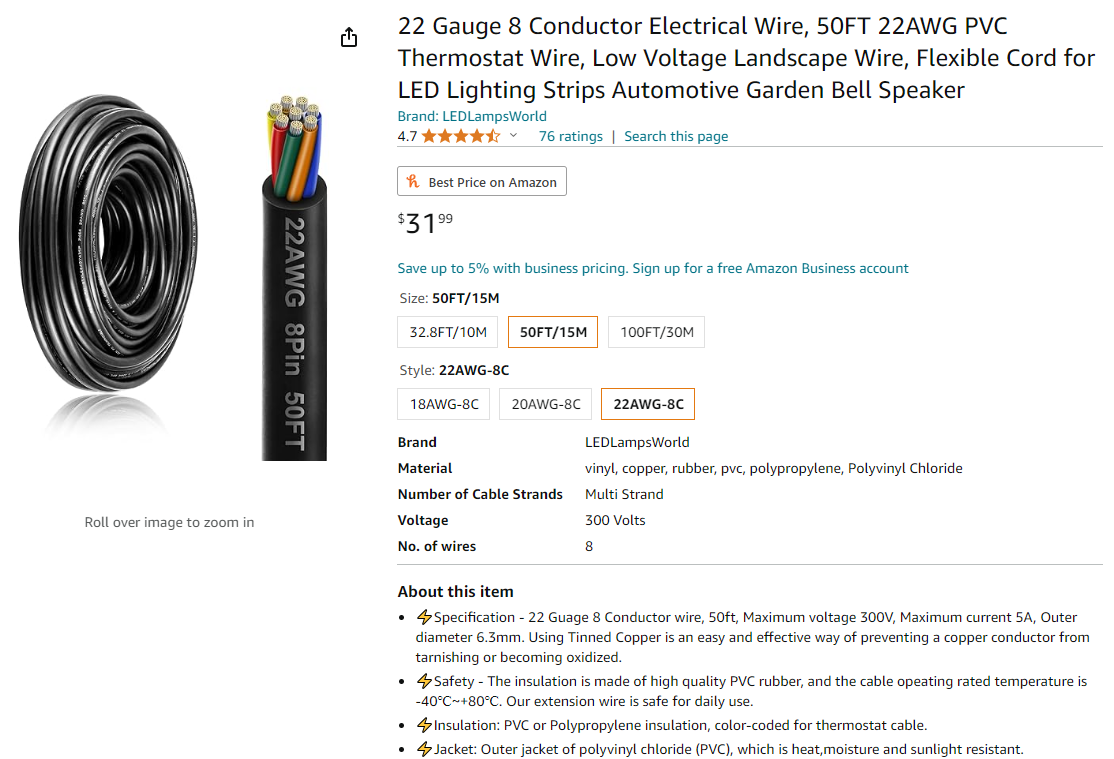 22 Gauge 8 Conductor Electrical Wire, 50FT 22AWG PVC
Thermostat Wire, Low Voltage Landscape Wire, Flexible Cord for
LED Lighting Strips Automotive Garden Bell Speaker
Brand: LEDLampsWorld
4.7 76 ratings | Search this page
Best Price on Amazon
$31.99
Save up to 5% with business pricing. Sign up for a free Amazon Business account
Size: 50FT/15M
32.8FT/10M 50FT/15M 100FT/30M
Style: 22AWG-8C
18AWG-8C 20AWG-8C 22AWG-8C
Brand LEDLampsWorld
Material vinyl, copper, rubber, pvc, polypropylene, Polyvinyl Chloride
Number of Cable Strands Multi Strand
Voltage 300 Volts
No. of wires 8
About this item
• ⚡Specification - 22 Guage 8 Conductor wire, 50ft, Maximum voltage 300V, Maximum current 5A, Outer
diameter 6.3mm. Using Tinned Copper is an easy and effective way of preventing a copper conductor from
tarnishing or becoming oxidized.
• ⚡Safety - The insulation is made of high quality PVC rubber, and the cable opeating rated temperature is
-40℃~+80℃. Our extension wire is safe for daily use.
• ⚡Insulation: PVC or Polypropylene insulation, color-coded for thermostat cable.
• ⚡Jacket: Outer jacket of polyvinyl chloride (PVC), which is heat,moisture and sunlight resistant.
22AWG 8Pin 50FT
Roll over image to zoom in